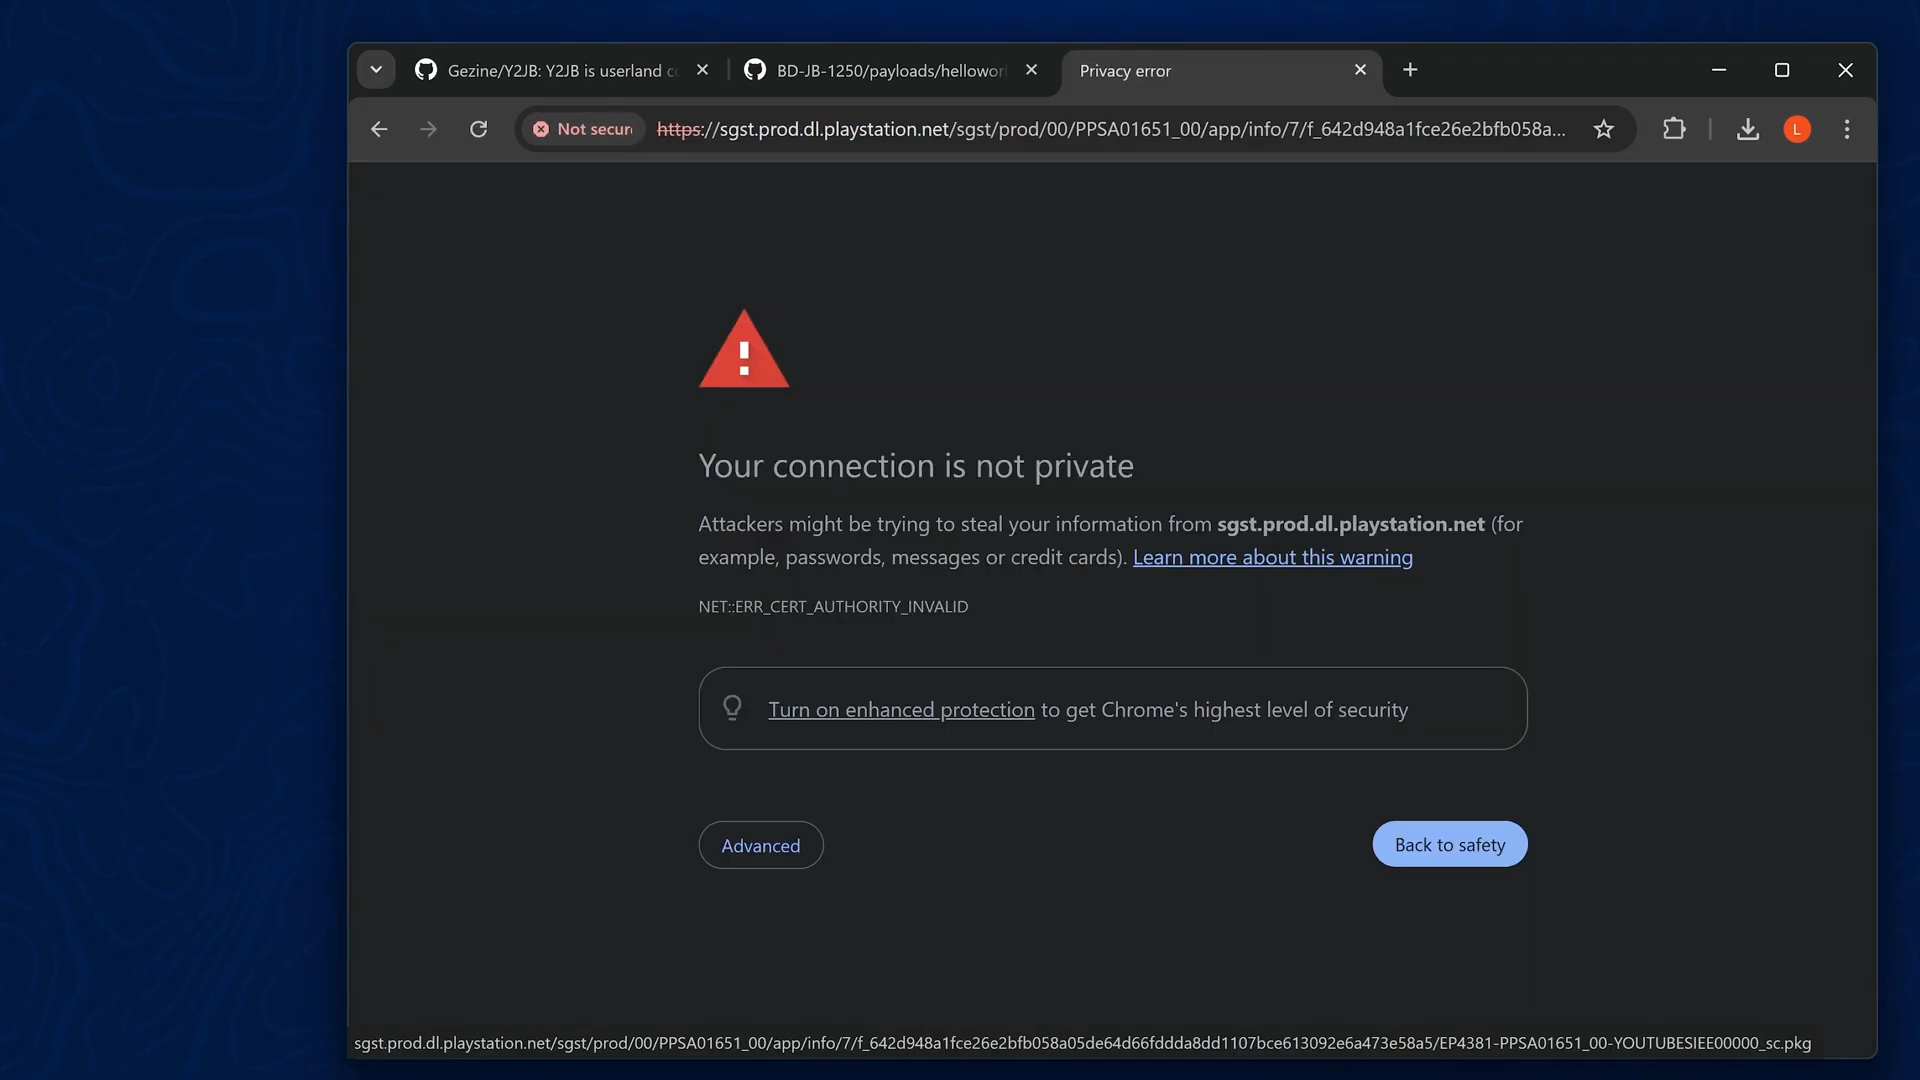 Gezine/Y2JB: Y2JB is userland c
BD-JB-1250/payloads/hellowor
Privacy error
Not secur
https://sgst.prod.dl.playstation.net/sgst/prod/00/PPSA01651_00/app/info/7/f_642d948a1fce26e2bfb058a...
L
Your connection is not private
Attackers might be trying to steal your information from sgst.prod.dl.playstation.net (for
example, passwords, messages or credit cards). Learn more about this warning
NET::ERR_CERT_AUTHORITY_INVALID
Turn on enhanced protection to get Chrome's highest level of security
Advanced
Back to safety
sgst.prod.dl.playstation.net/sgst/prod/00/PPSA01651_00/app/info/7/f_642d948a1fce26e2bfb058a05de64d66fddda8dd1107bce613092e6a473e58a5/EP4381-PPSA01651_00-YOUTUBESIEE00000_sc.pkg